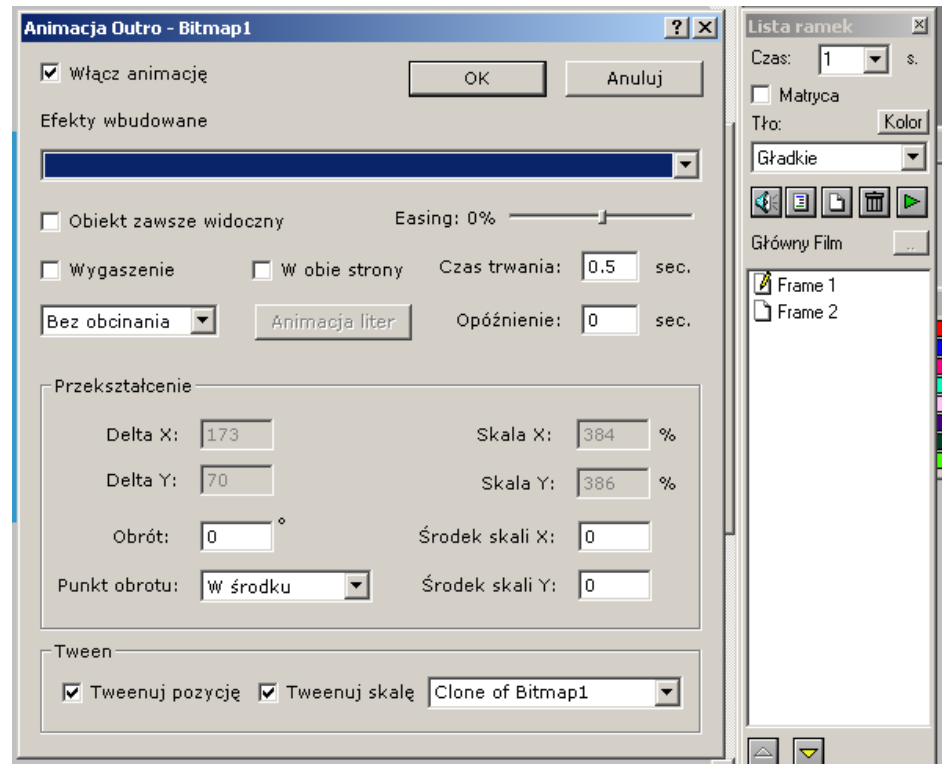 Animacja Outro - Bitmap1
Włącz animację
OK
Anuluj
Efekty wbudowane
Obiekt zawsze widoczny
Easing: 0%
Wygaszenie
W obie strony
Czas trwania: 0.5 sec.
Bez obcinania
Animacja liter
Opóźnienie: 0 sec.
Przekształcenie
Delta X: 173
Skala X: 384 %
Delta Y: 70
Skala Y: 386 %
Obrót: 0 °
Środek skali X: 0
Punkt obrotu: W środku
Środek skali Y: 0
Tween
Tweenuj pozycję
Tweenuj skalę
Clone of Bitmap1
Lista ramek
Czas: 1 s.
Matryca
Tło:
Kolor
Gładkie
Główny Film
..
Frame 1
Frame 2